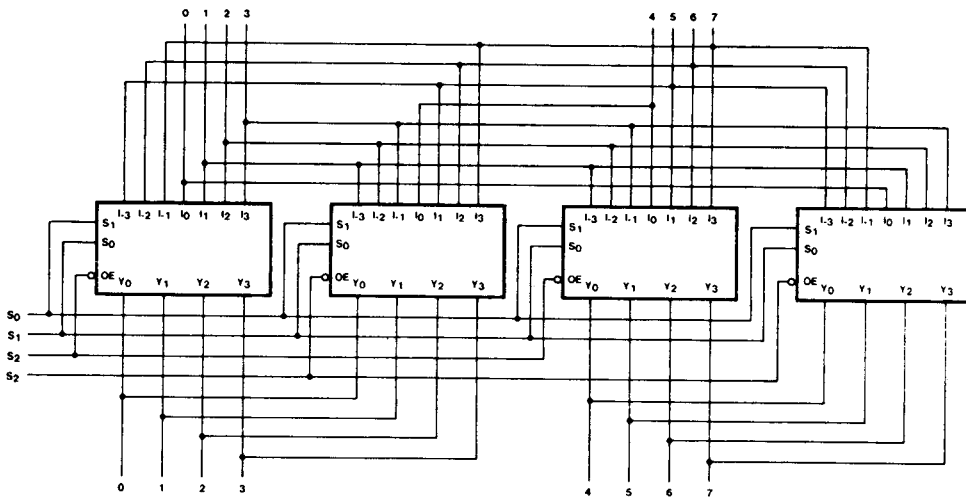 0 1 2 3 4 5 6 7
I-3 I-2 I-1 I0 I1 I2 I3
S1
S0
OE
Y0 Y1 Y2 Y3
I-3 I-2 I-1 I0 I1 I2 I3
S1
S0
OE
Y0 Y1 Y2 Y3
I-3 I-2 I-1 I0 I1 I2 I3
S1
S0
OE
Y0 Y1 Y2 Y3
I-3 I-2 I-1 I0 I1 I2 I3
S1
S0
OE
Y0 Y1 Y2 Y3
S0
S1
S2
S2
0 1 2 3 4 5 6 7